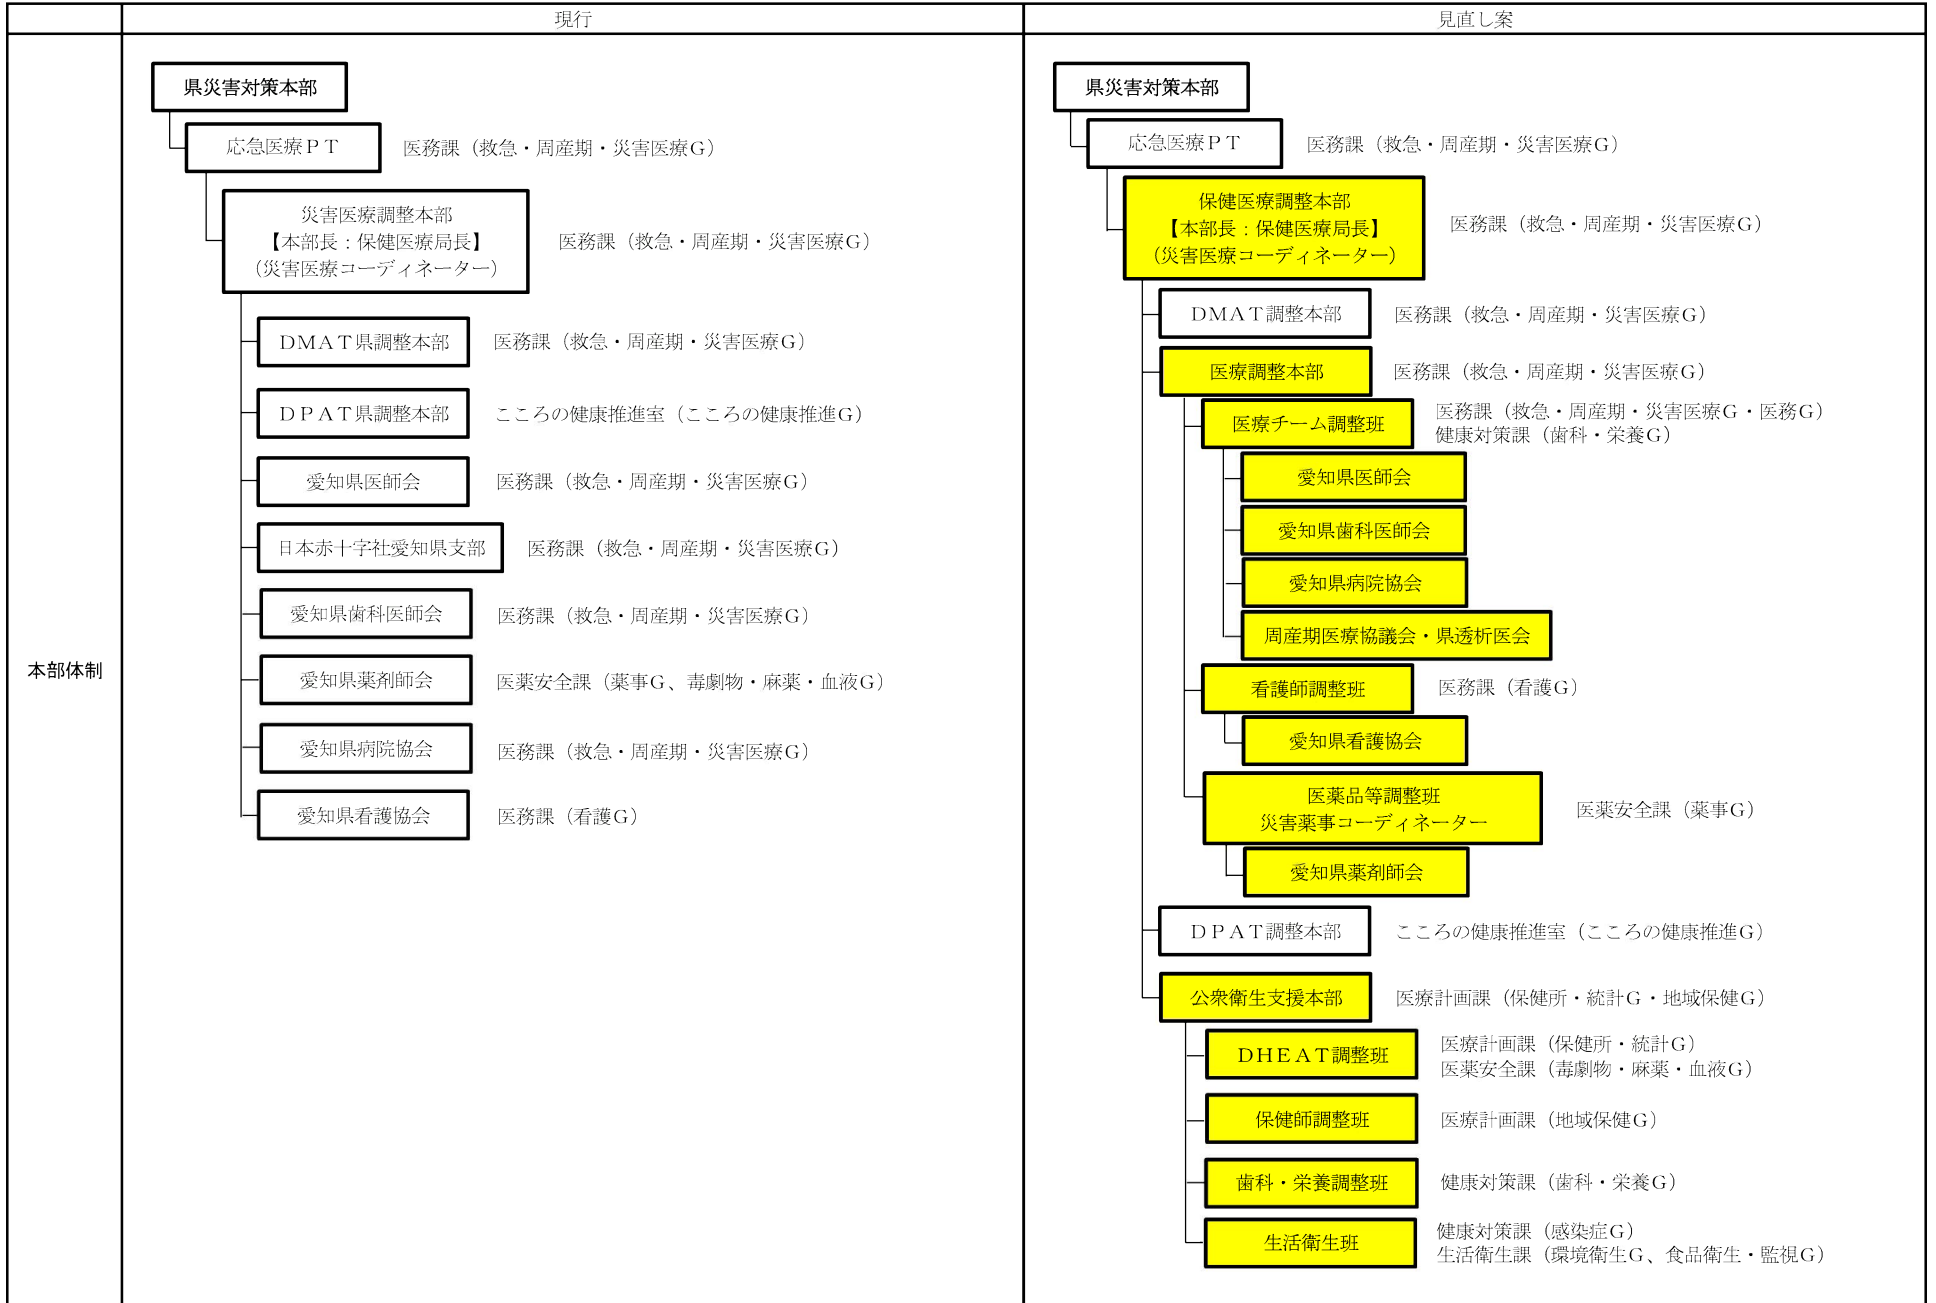 現行
見直し案
本部体制
県災害対策本部
応急医療ＰＴ
医務課（救急・周産期・災害医療Ｇ）
災害医療調整本部
【本部長：保健医療局長】
（災害医療コーディネーター）
医務課（救急・周産期・災害医療Ｇ）
ＤＭＡＴ県調整本部
医務課（救急・周産期・災害医療Ｇ）
ＤＰＡＴ県調整本部
こころの健康推進室（こころの健康推進Ｇ）
愛知県医師会
医務課（救急・周産期・災害医療Ｇ）
日本赤十字社愛知県支部
医務課（救急・周産期・災害医療Ｇ）
愛知県歯科医師会
医務課（救急・周産期・災害医療Ｇ）
愛知県薬剤師会
医薬安全課（薬事Ｇ、毒劇物・麻薬・血液Ｇ）
愛知県病院協会
医務課（救急・周産期・災害医療Ｇ）
愛知県看護協会
医務課（看護Ｇ）
県災害対策本部
応急医療ＰＴ
医務課（救急・周産期・災害医療Ｇ）
保健医療調整本部
【本部長：保健医療局長】
（災害医療コーディネーター）
医務課（救急・周産期・災害医療Ｇ）
ＤＭＡＴ調整本部
医務課（救急・周産期・災害医療Ｇ）
医療調整本部
医務課（救急・周産期・災害医療Ｇ）
医療チーム調整班
医務課（救急・周産期・災害医療Ｇ・医務Ｇ）
健康対策課（歯科・栄養Ｇ）
愛知県医師会
愛知県歯科医師会
愛知県病院協会
周産期医療協議会・県透析医会
看護師調整班
医務課（看護Ｇ）
愛知県看護協会
医薬品等調整班
災害薬事コーディネーター
医薬安全課（薬事Ｇ）
愛知県薬剤師会
ＤＰＡＴ調整本部
こころの健康推進室（こころの健康推進Ｇ）
公衆衛生支援本部
医療計画課（保健所・統計Ｇ・地域保健Ｇ）
ＤＨＥＡＴ調整班
医療計画課（保健所・統計Ｇ）
医薬安全課（毒劇物・麻薬・血液Ｇ）
保健師調整班
医療計画課（地域保健Ｇ）
歯科・栄養調整班
健康対策課（歯科・栄養Ｇ）
生活衛生班
健康対策課（感染症Ｇ）
生活衛生課（環境衛生Ｇ、食品衛生・監視Ｇ）